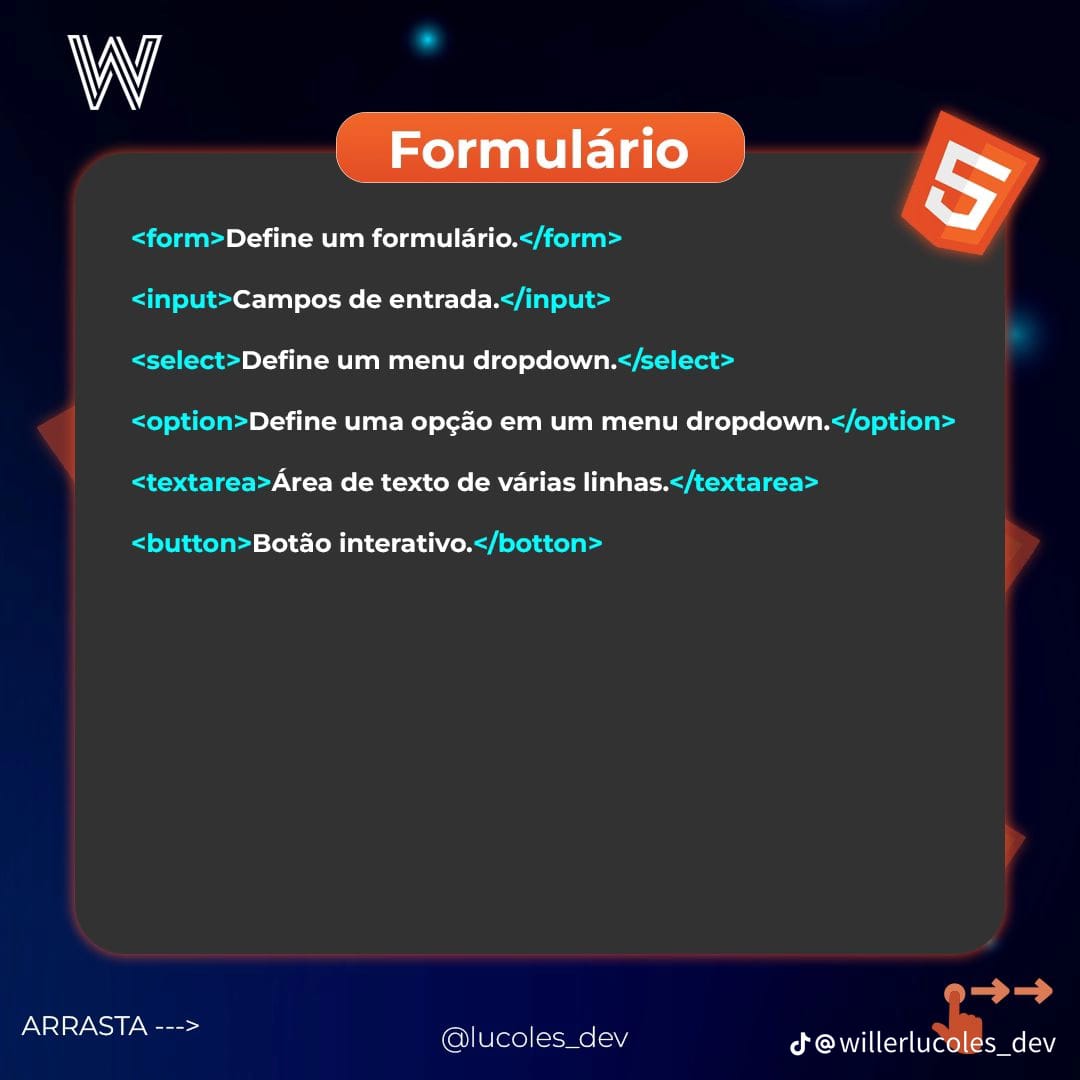 W
Formulário
5
<form>Define um formulário.</form>
<input>Campos de entrada.</input>
<select>Define um menu dropdown.</select>
<option>Define uma opção em um menu dropdown.</option>
<textarea>Área de texto de várias linhas.</textarea>
<button>Botão interativo.</botton>
ARRASTA --->
@lucoles_dev
@willerlucoles_dev